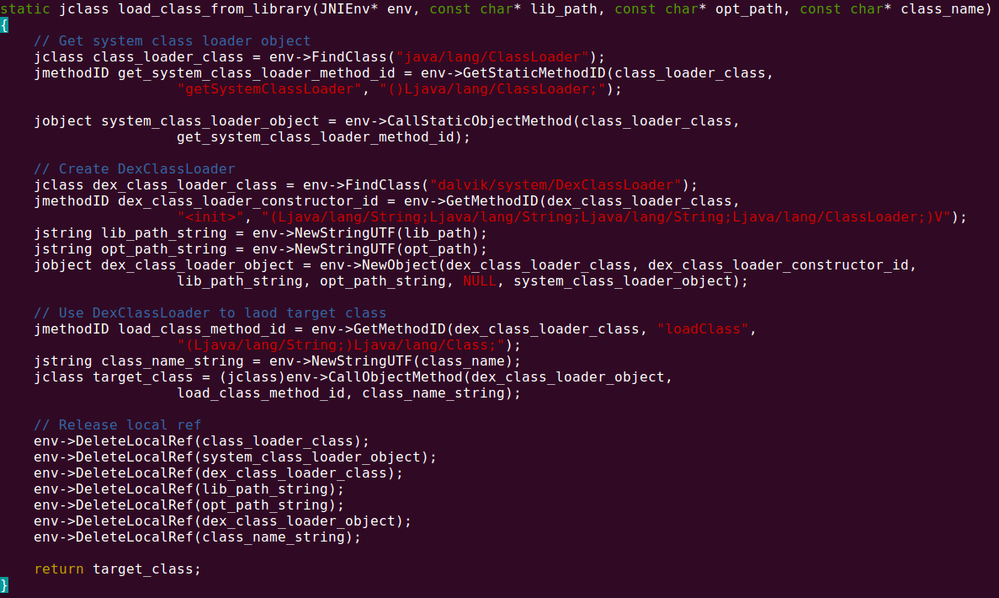 static jclass load_class_from_library(JNIEnv* env, const char* lib_path, const char* opt_path, const char* class_name)
{
    // Get system class loader object
    jclass class_loader_class = env->FindClass("java/lang/ClassLoader");
    jmethodID get_system_class_loader_method_id = env->GetStaticMethodID(class_loader_class,
                     "getSystemClassLoader", "()Ljava/lang/ClassLoader;");

    jobject system_class_loader_object = env->CallStaticObjectMethod(class_loader_class,
                     get_system_class_loader_method_id);

    // Create DexClassLoader
    jclass dex_class_loader_class = env->FindClass("dalvik/system/DexClassLoader");
    jmethodID dex_class_loader_constructor_id = env->GetMethodID(dex_class_loader_class,
                     "<init>", "(Ljava/lang/String;Ljava/lang/String;Ljava/lang/String;Ljava/lang/ClassLoader;)V");
    jstring lib_path_string = env->NewStringUTF(lib_path);
    jstring opt_path_string = env->NewStringUTF(opt_path);
    jobject dex_class_loader_object = env->NewObject(dex_class_loader_class, dex_class_loader_constructor_id,
                     lib_path_string, opt_path_string, NULL, system_class_loader_object);

    // Use DexClassLoader to laod target class
    jmethodID load_class_method_id = env->GetMethodID(dex_class_loader_class, "loadClass",
                     "(Ljava/lang/String;)Ljava/lang/Class;");
    jstring class_name_string = env->NewStringUTF(class_name);
    jclass target_class = (jclass)env->CallObjectMethod(dex_class_loader_object,
                     load_class_method_id, class_name_string);

    // Release local ref
    env->DeleteLocalRef(class_loader_class);
    env->DeleteLocalRef(system_class_loader_object);
    env->DeleteLocalRef(dex_class_loader_class);
    env->DeleteLocalRef(lib_path_string);
    env->DeleteLocalRef(opt_path_string);
    env->DeleteLocalRef(dex_class_loader_object);
    env->DeleteLocalRef(class_name_string);

    return target_class;
}